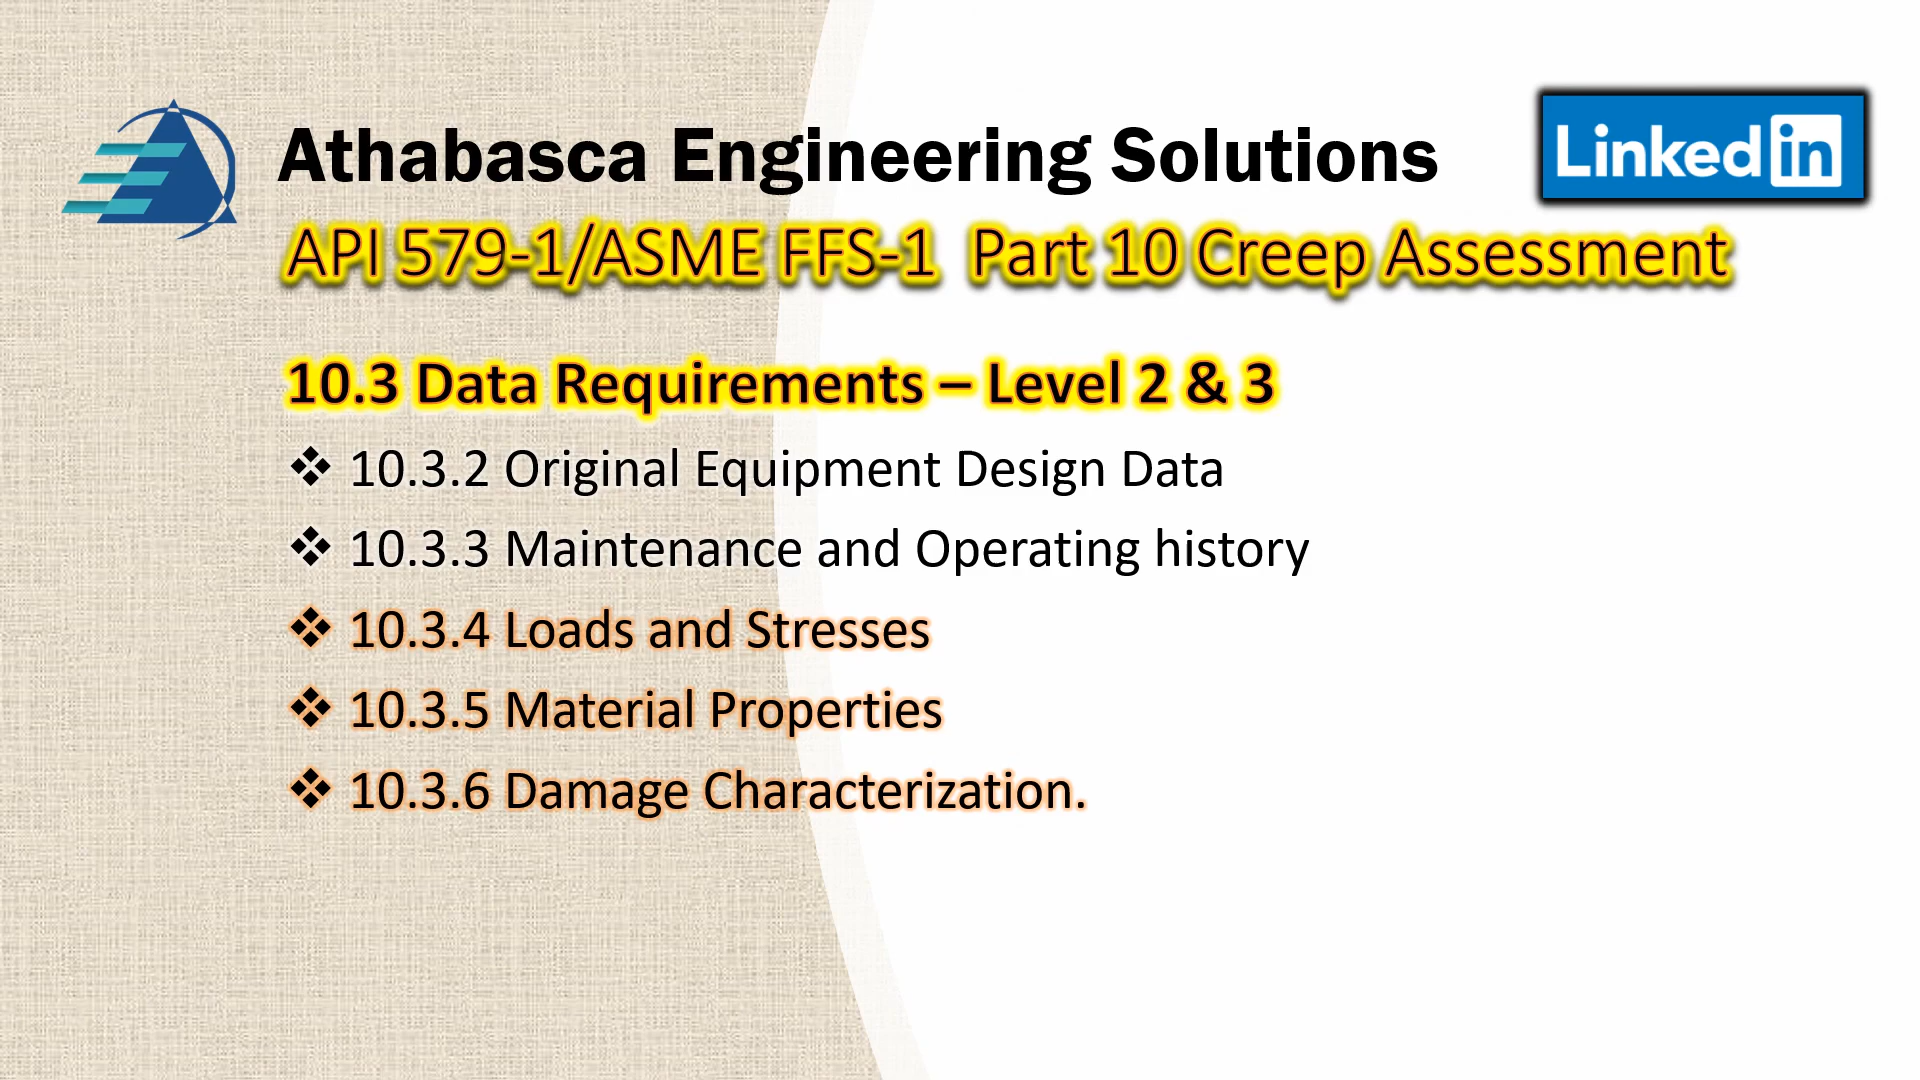 Athabasca Engineering Solutions
Linked in
API 579-1/ASME FFS-1 Part 10 Creep Assessment
10.3 Data Requirements – Level 2 & 3
❖ 10.3.2 Original Equipment Design Data
❖ 10.3.3 Maintenance and Operating history
❖ 10.3.4 Loads and Stresses
❖ 10.3.5 Material Properties
❖ 10.3.6 Damage Characterization.